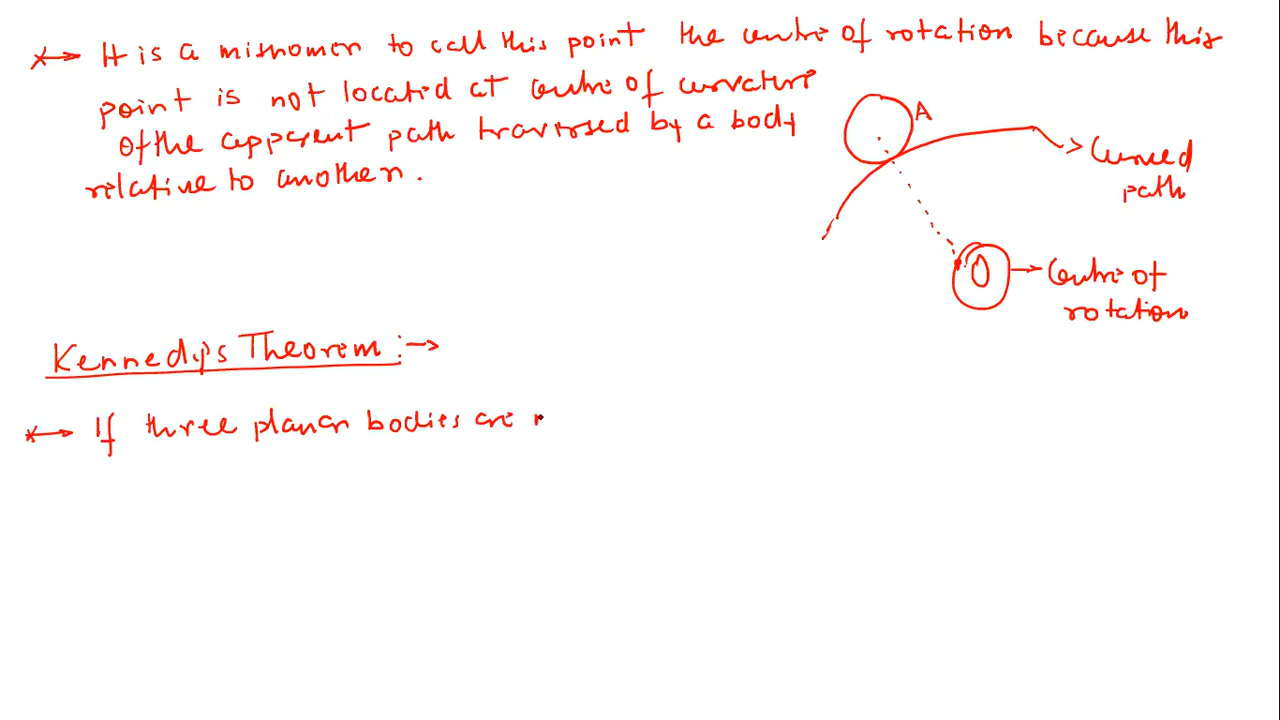 It is a misnomer to call this point the centre of rotation because this
point is not located at centre of curvature
of the apparent path traversed by a body
relative to another.
A
Curved
path
O
Centre of
rotation
Kennedy's Theorem :→
If three planar bodies are r